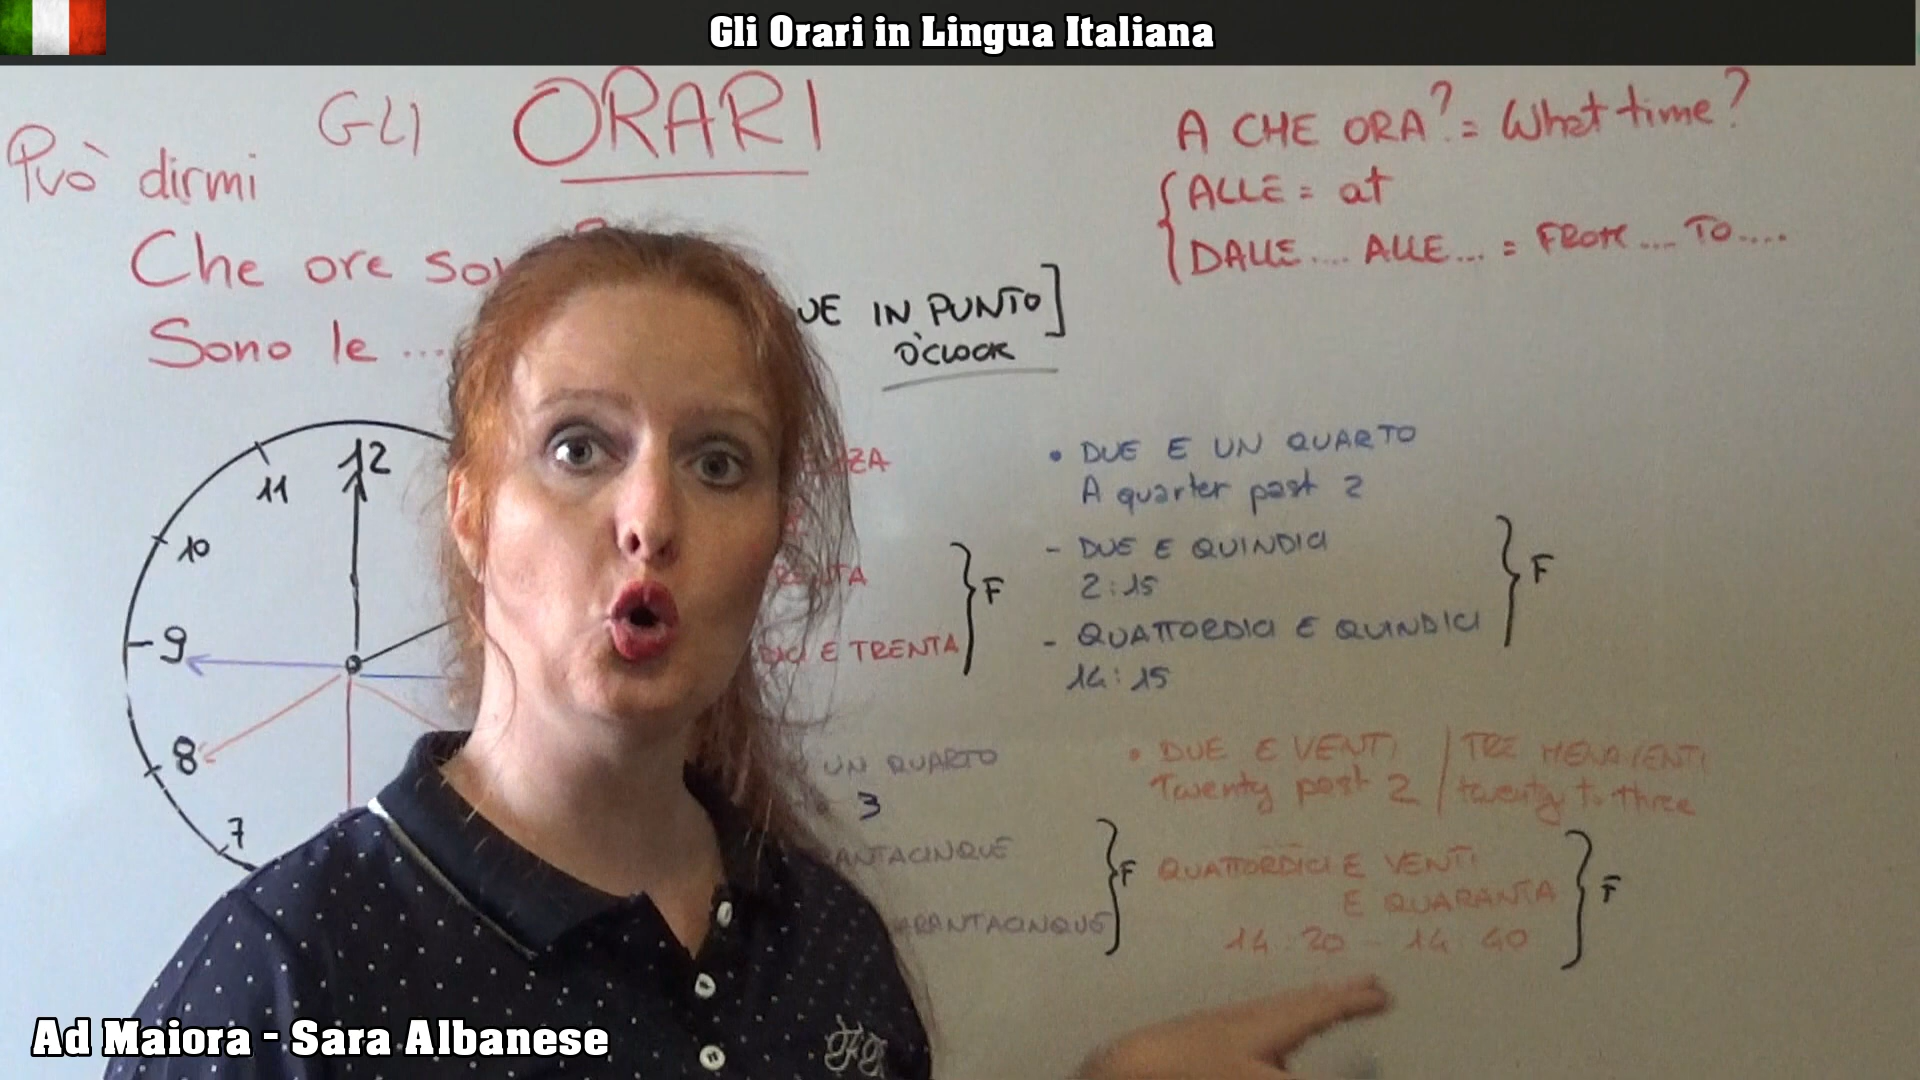 Gli Orari in Lingua Italiana
GLI ORARI
Può dirmi
Che ore
Sono le ....
IN PUNTO]
O'CLOCK
A CHE ORA? = What time?
ALLE = at
DALLE.... ALLE... = FROM .... TO ....
12
11
10
9
8
7
E TRENTA
F
UN QUARTO
3
F
• DUE E UN QUARTO
A quarter past 2
- DUE E QUINDICI
2:15
- QUATTORDICI E QUINDICI
14:15
F
• DUE E VENTI / TRE MENO VENTI
Twenty past 2 / twenty to three
QUATTORDICI E VENTI
E QUARANTA
14:20 - 14 40
F
Ad Maiora - Sara Albanese